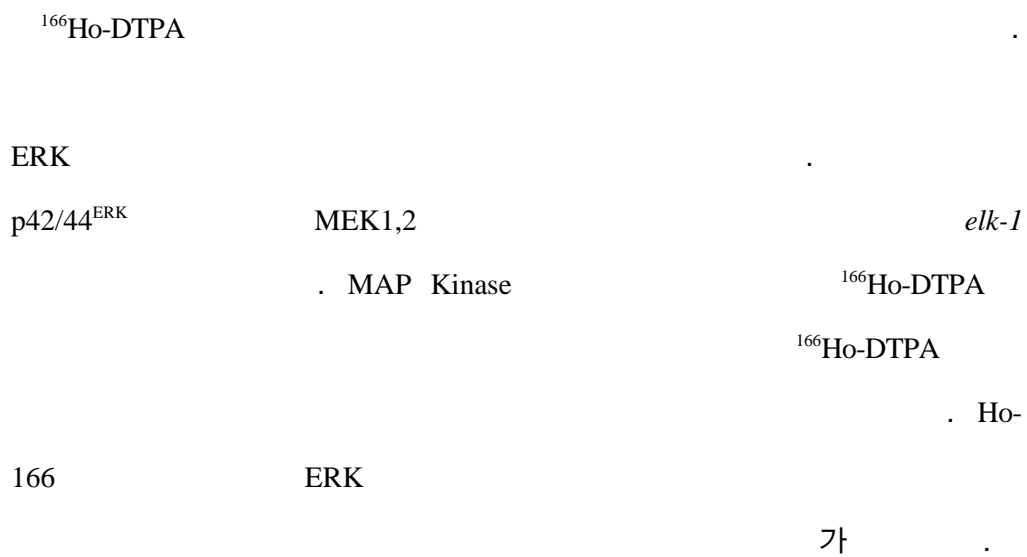 ¹⁶⁶Ho-DTPA .
ERK .
p42/44ᴱᴿᴷ MEK1,2 elk-1
. MAP Kinase ¹⁶⁶Ho-DTPA
¹⁶⁶Ho-DTPA
. Ho-
166 ERK
가 .